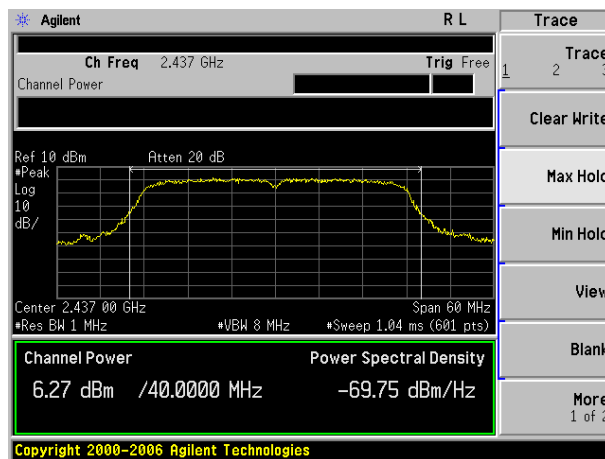 Agilent R L Trace
Ch Freq 2.437 GHz Trig Free
Channel Power
Trace
1 2 3
Clear Write
Max Hold
Min Hold
View
Blank
More
1 of 2
Ref 10 dBm Atten 20 dB
#Peak
Log
10
dB/
Center 2.437 00 GHz Span 60 MHz
#Res BW 1 MHz #VBW 8 MHz #Sweep 1.04 ms (601 pts)
Channel Power Power Spectral Density
6.27 dBm /40.0000 MHz -69.75 dBm/Hz
Copyright 2000-2006 Agilent Technologies